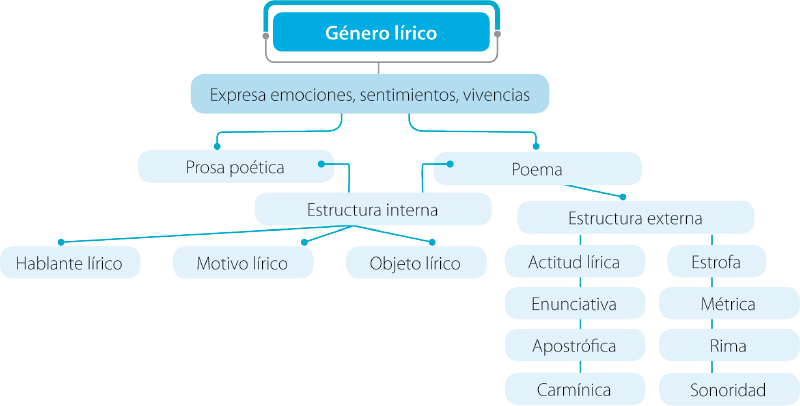 Género lírico
Expresa emociones, sentimientos, vivencias
Prosa poética
Poema
Estructura interna
Estructura externa
Hablante lírico
Motivo lírico
Objeto lírico
Actitud lírica
Estrofa
Enunciativa
Métrica
Apostrófica
Rima
Carmínica
Sonoridad